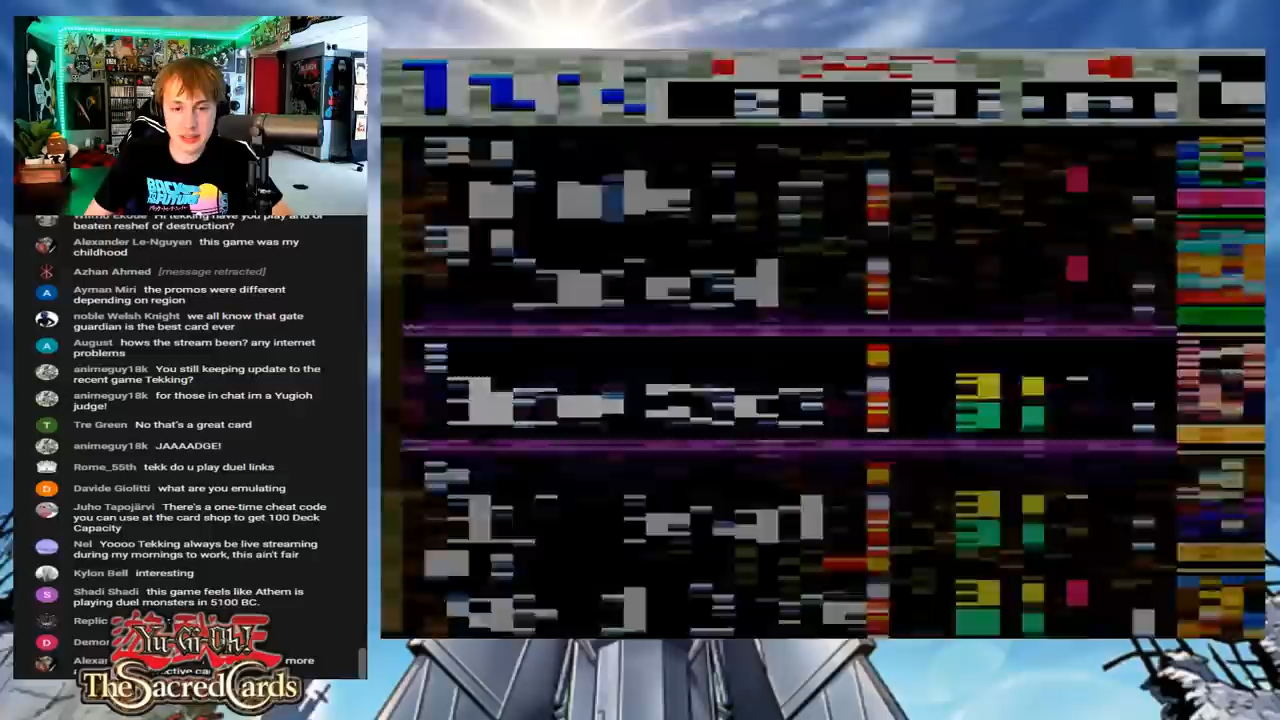 BACK
TO THE
FUTURE
beaten reshef of destruction?
Alexander Le-Nguyen this game was my
childhood
Azhan Ahmed [message retracted]
A Ayman Miri the promos were different
depending on region
noble Welsh Knight we all know that gate
guardian is the best card ever
A August hows the stream been? any internet
problems
animeguy18k You still keeping update to the
recent game Tekking?
animeguy18k for those in chat im a Yugioh
judge!
T Tre Green No that's a great card
animeguy18k JAAAADGE!
Rome_55th tekk do u play duel links
D Davide Giolitti what are you emulating
Juho Tapojärvi There's a one-time cheat code
you can use at the card shop to get 100 Deck
Capacity
Nel Yoooo Tekking always be live streaming
during my mornings to work, this ain't fair
Kylon Bell interesting
S Shadi Shadi this game feels like Athem is
playing duel monsters in 5100 BC.
Replic
D Demon
Alexan more
遊戯王
Yu-Gi-Oh!
The Sacred Cards